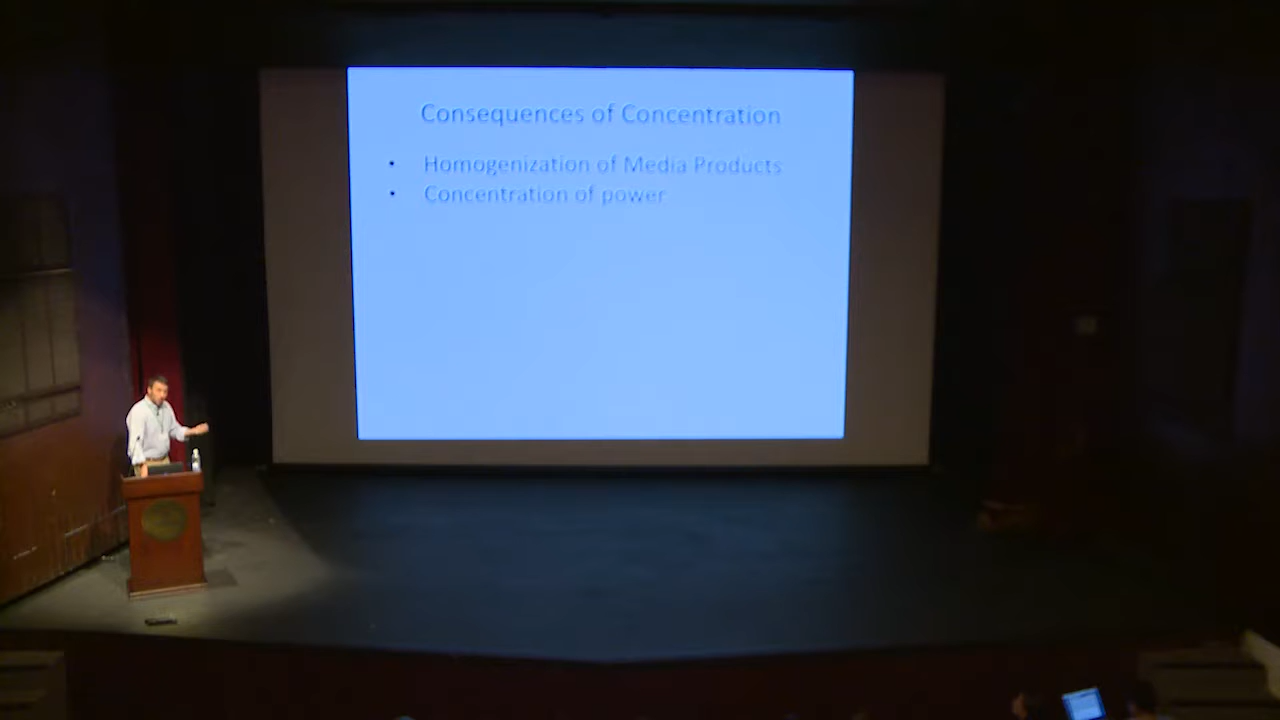 Consequences of Concentration
• Homogenization of Media Products
• Concentration of power